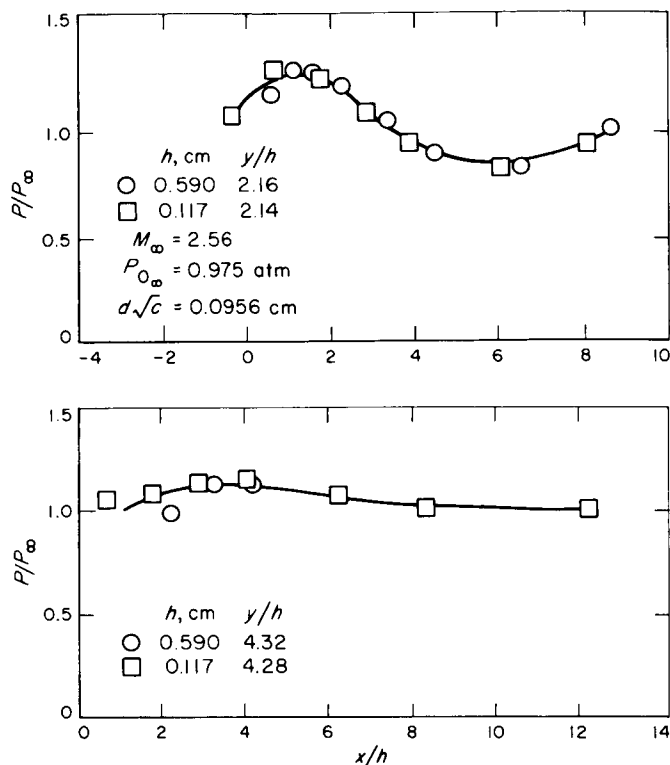 1.5
1.0
0.5
0
P/P∞
h, cm y/h
0.590 2.16
0.117 2.14
M∞ = 2.56
P0∞ = 0.975 atm
d√c = 0.0956 cm
-4 -2 0 2 4 6 8 10
1.5
1.0
0.5
0
P/P∞
h, cm y/h
0.590 4.32
0.117 4.28
0 2 4 6 8 10 12 14
x/h